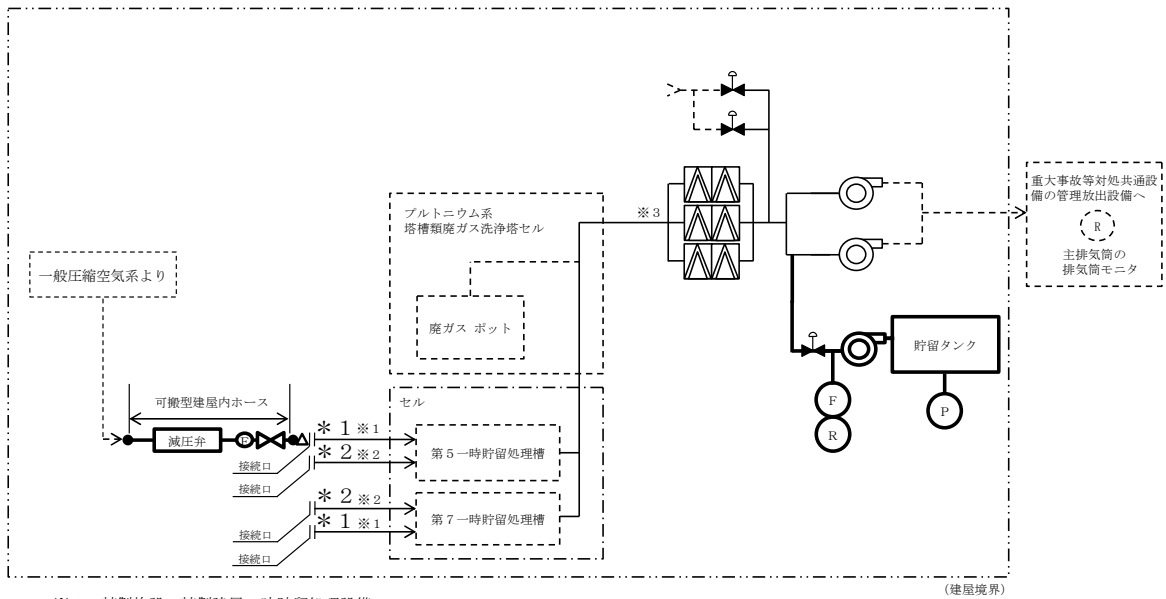 プルトニウム系
塔槽類廃ガス洗浄塔セル
※3
重大事故等対処共通設
備の管理放出設備へ
R
主排気筒の
排気筒モニタ
一般圧縮空気系より
廃ガス ポット
貯留タンク
可搬型建屋内ホース
セル
F
R
P
減圧弁
F
*1※1
接続口
*2※2
接続口
第5一時貯留処理槽
*2※2
接続口
*1※1
接続口
第7一時貯留処理槽
(建屋境界)